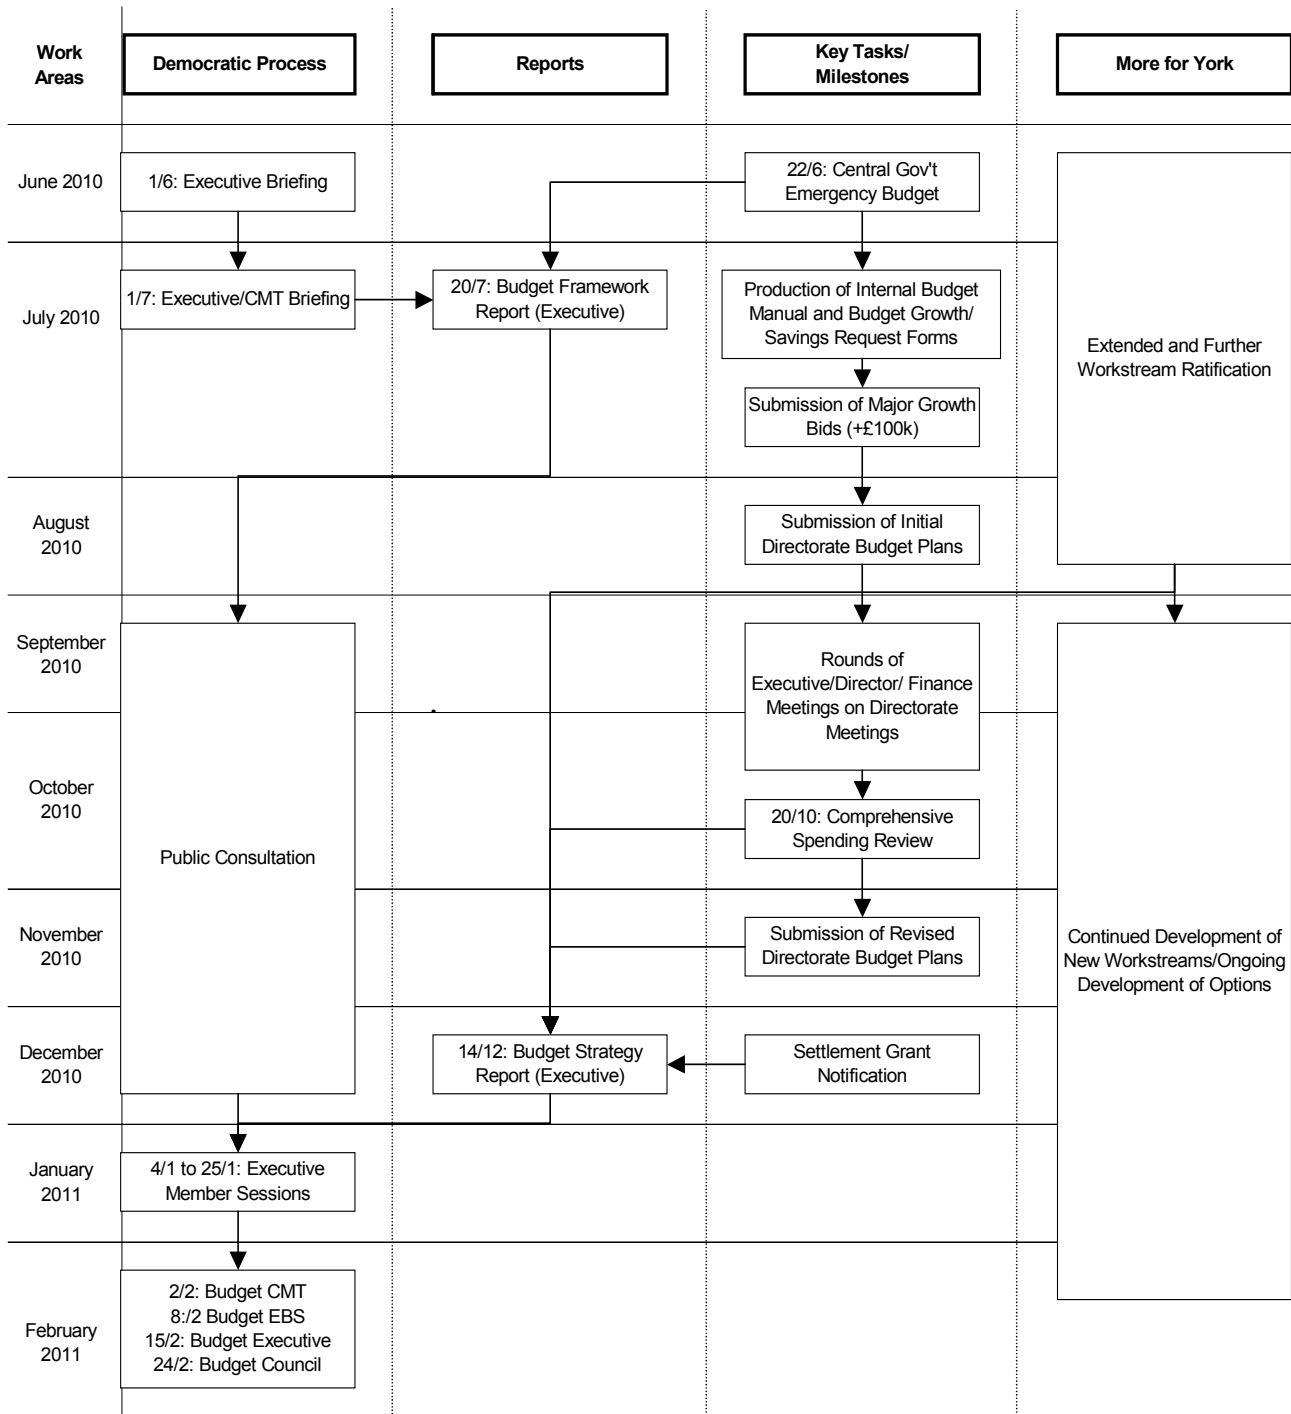 Work
Areas
Democratic Process
Reports
Key Tasks/
Milestones
More for York
June 2010
1/6: Executive Briefing
22/6: Central Gov't
Emergency Budget
July 2010
1/7: Executive/CMT Briefing
20/7: Budget Framework
Report (Executive)
Production of Internal Budget
Manual and Budget Growth/
Savings Request Forms
Extended and Further
Workstream Ratification
Submission of Major Growth
Bids (+£100k)
August
2010
Submission of Initial
Directorate Budget Plans
September
2010
Rounds of
Executive/Director/ Finance
Meetings on Directorate
Meetings
October
2010
20/10: Comprehensive
Spending Review
Public Consultation
November
2010
Submission of Revised
Directorate Budget Plans
Continued Development of
New Workstreams/Ongoing
Development of Options
December
2010
14/12: Budget Strategy
Report (Executive)
Settlement Grant
Notification
January
2011
4/1 to 25/1: Executive
Member Sessions
February
2011
2/2: Budget CMT
8:/2 Budget EBS
15/2: Budget Executive
24/2: Budget Council